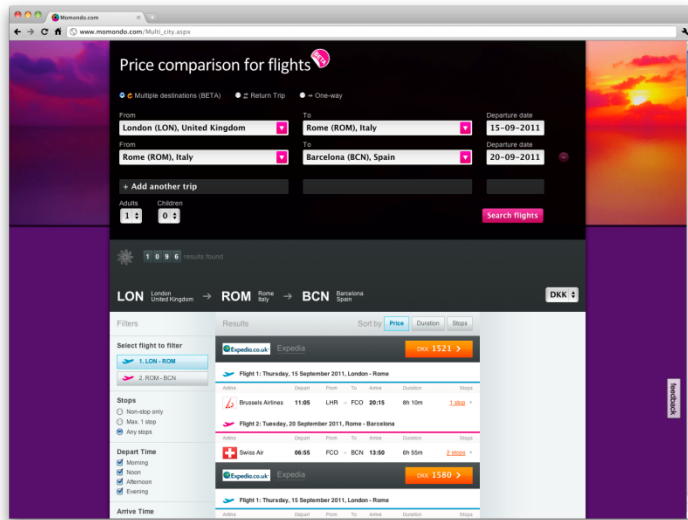 Momondo.com
www.momondo.com/Multi_city.aspx
Price comparison for flights
BETA
Multiple destinations (BETA) Return Trip One-way
From To Departure date
London (LON), United Kingdom Rome (ROM), Italy 15-09-2011
From To Departure date
Rome (ROM), Italy Barcelona (BCN), Spain 20-09-2011
+ Add another trip
Adults Children
1 0 Search flights
1 0 9 6 results found
LON London United Kingdom → ROM Rome Italy → BCN Barcelona Spain DKK
Filters Results Sort by Price Duration Stops
Select flight to filter
1. LON - ROM
2. ROM - BCN
Stops
Non-stop only
Max. 1 stop
Any stops
Depart Time
Morning
Noon
Afternoon
Evening
Arrive Time
Expedia.co.uk Expedia DKK 1521 >
Flight 1: Thursday, 15 September 2011, London - Rome
Airline Depart From To Arrive Duration Stops
Brussels Airlines 11:05 LHR - FCO 20:15 8h 10m 1 stop
Flight 2: Tuesday, 20 September 2011, Rome - Barcelona
Airline Depart From To Arrive Duration Stops
Swiss Air 06:55 FCO - BCN 13:50 6h 55m 2 stops
Expedia.co.uk Expedia DKK 1580 >
Flight 1: Thursday, 15 September 2011, London - Rome
Airline Depart From To Arrive Duration Stops
feedback